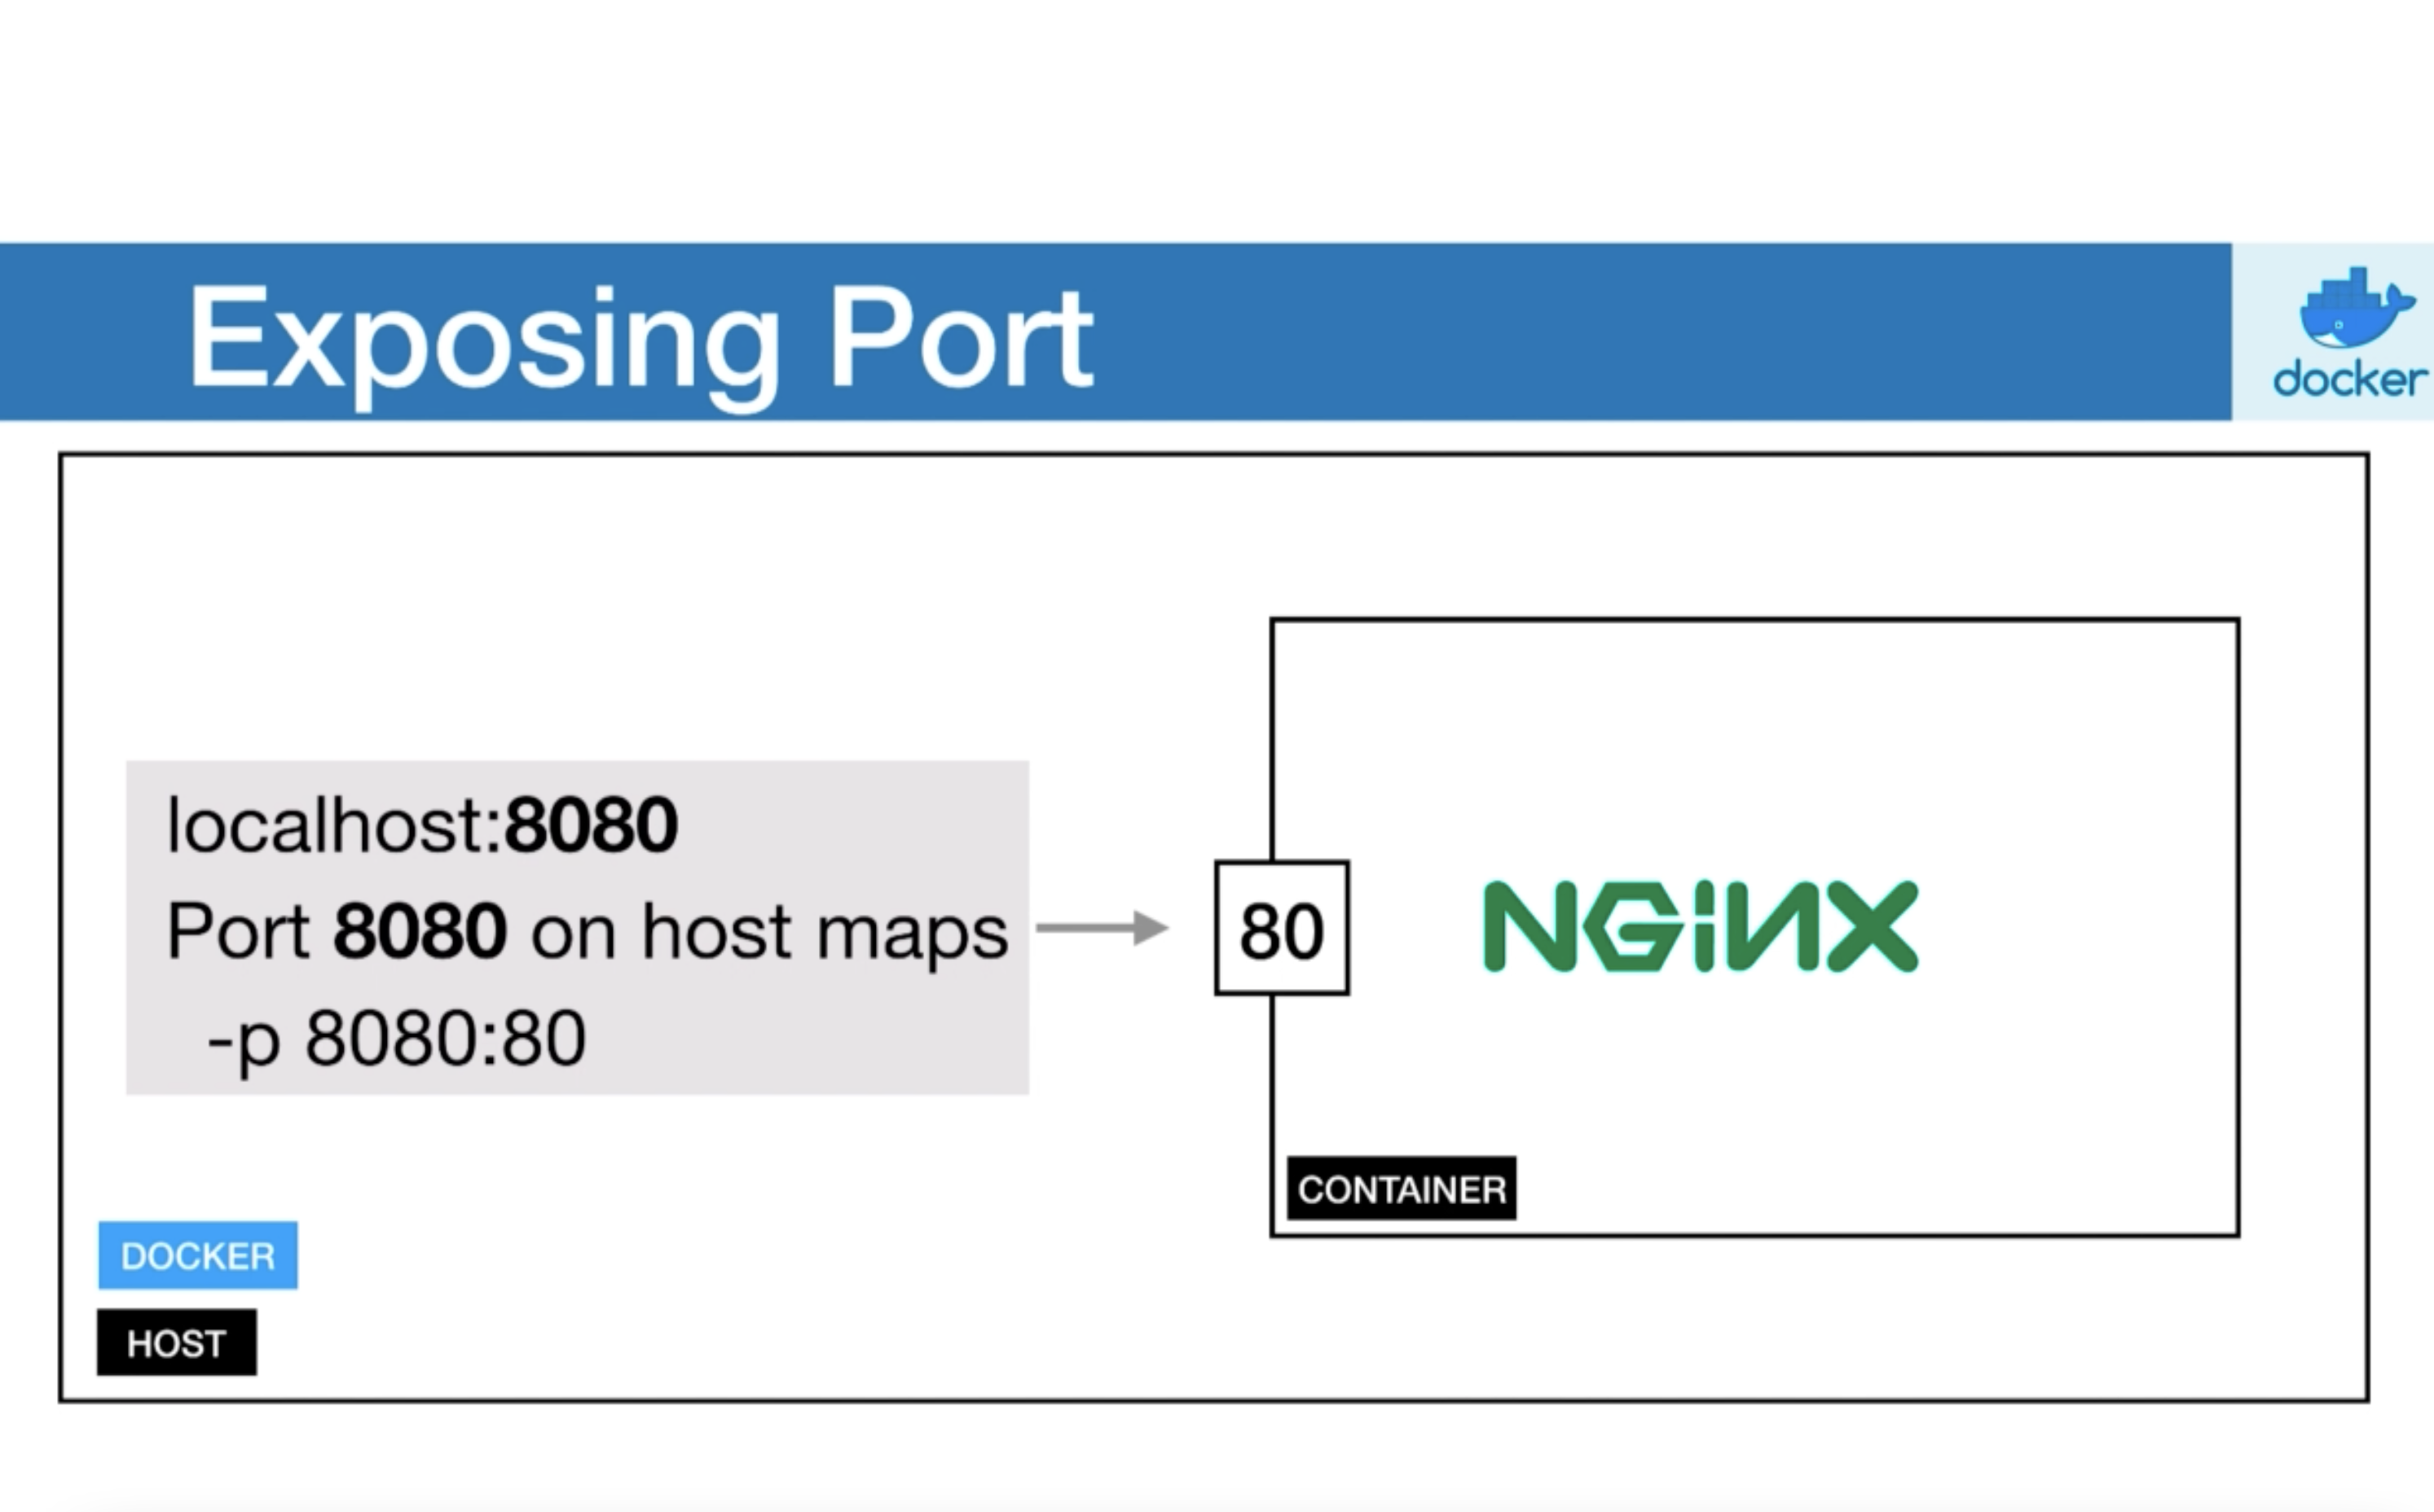 Exposing Port
docker
localhost:8080
Port 8080 on host maps
80
NGINX
-p 8080:80
CONTAINER
DOCKER
HOST